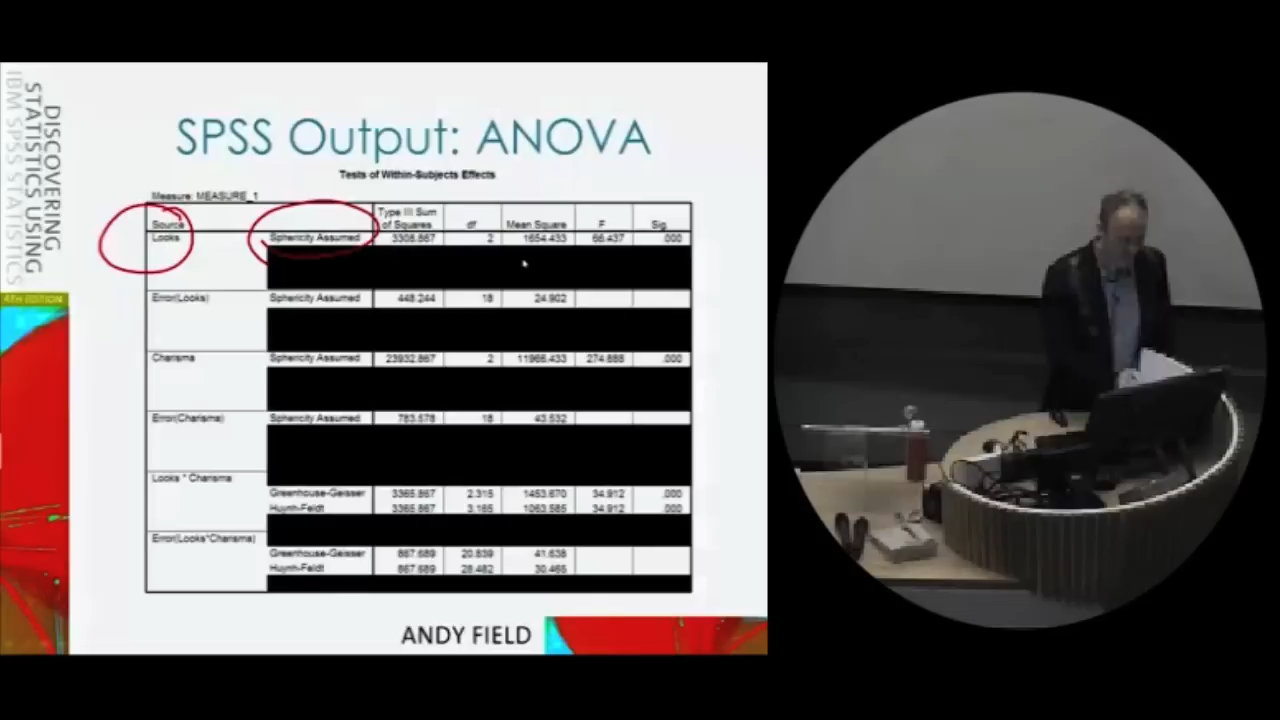 DISCOVERING
STATISTICS USING
IBM SPSS STATISTICS
4TH EDITION
SPSS Output: ANOVA
Tests of Within-Subjects Effects
Measure: MEASURE_1
Source Type III Sum of Squares df Mean Square F Sig.
Looks Sphericity Assumed 3308.867 2 1654.433 66.437 .000
Error(Looks) Sphericity Assumed 448.244 18 24.902
Charisma Sphericity Assumed 23932.867 2 11966.433 274.888 .000
Error(Charisma) Sphericity Assumed 783.578 18 43.532
Looks * Charisma
Greenhouse-Geisser 3365.867 2.315 1453.670 34.912 .000
Huynh-Feldt 3365.867 3.165 1063.585 34.912 .000
Error(Looks*Charisma)
Greenhouse-Geisser 867.689 20.839 41.638
Huynh-Feldt 867.689 28.482 30.465
ANDY FIELD